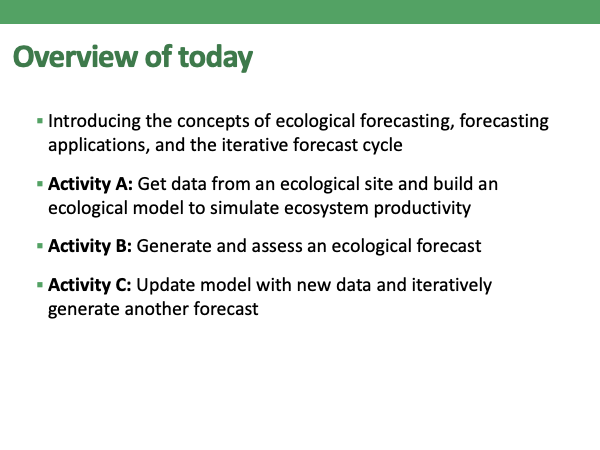 Overview of today
▪ Introducing the concepts of ecological forecasting, forecasting
applications, and the iterative forecast cycle
▪ Activity A: Get data from an ecological site and build an
ecological model to simulate ecosystem productivity
▪ Activity B: Generate and assess an ecological forecast
▪ Activity C: Update model with new data and iteratively
generate another forecast